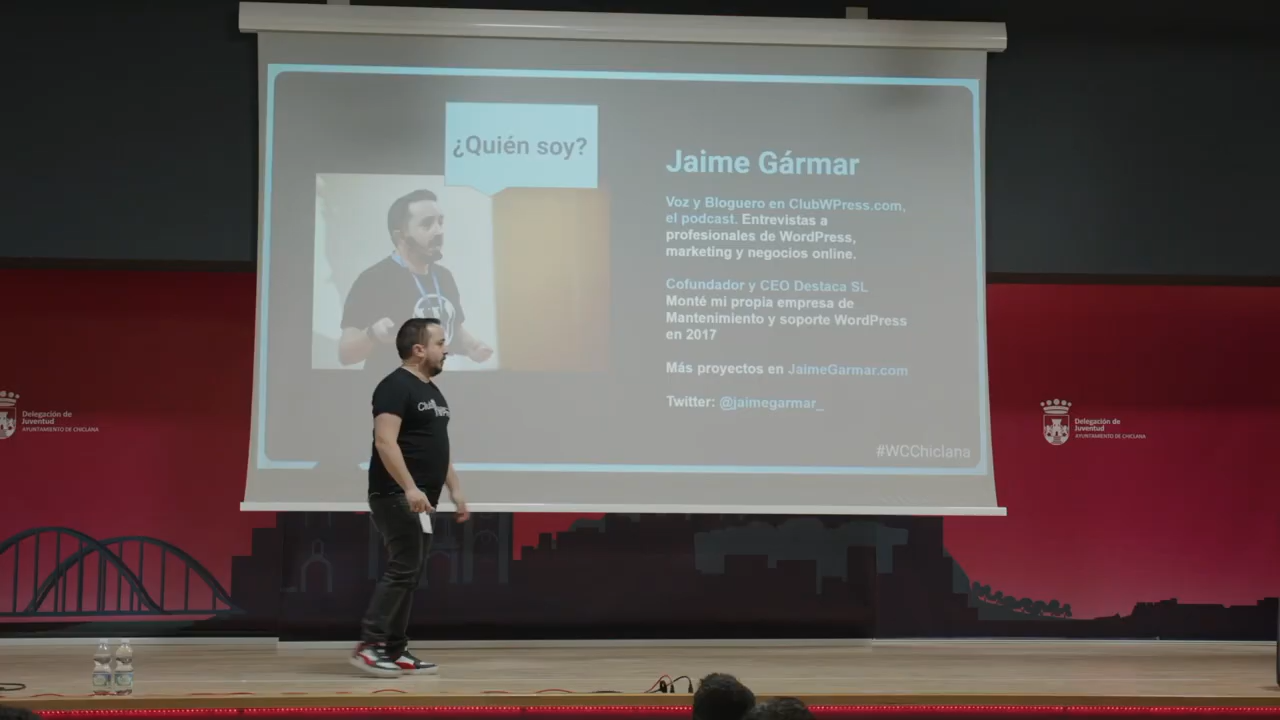 ¿Quién soy?
Jaime Gármar
Voz y Bloguero en ClubWPress.com,
el podcast. Entrevistas a
profesionales de WordPress,
marketing y negocios online.
Cofundador y CEO Destaca SL
Monté mi propia empresa de
Mantenimiento y soporte WordPress
en 2017
Más proyectos en JaimeGarmar.com
Twitter: @jaimegarmar_
#WCChiclana
Delegación de
Juventud
AYUNTAMIENTO DE CHICLANA
Delegación de
Juventud
AYUNTAMIENTO DE CHICLANA